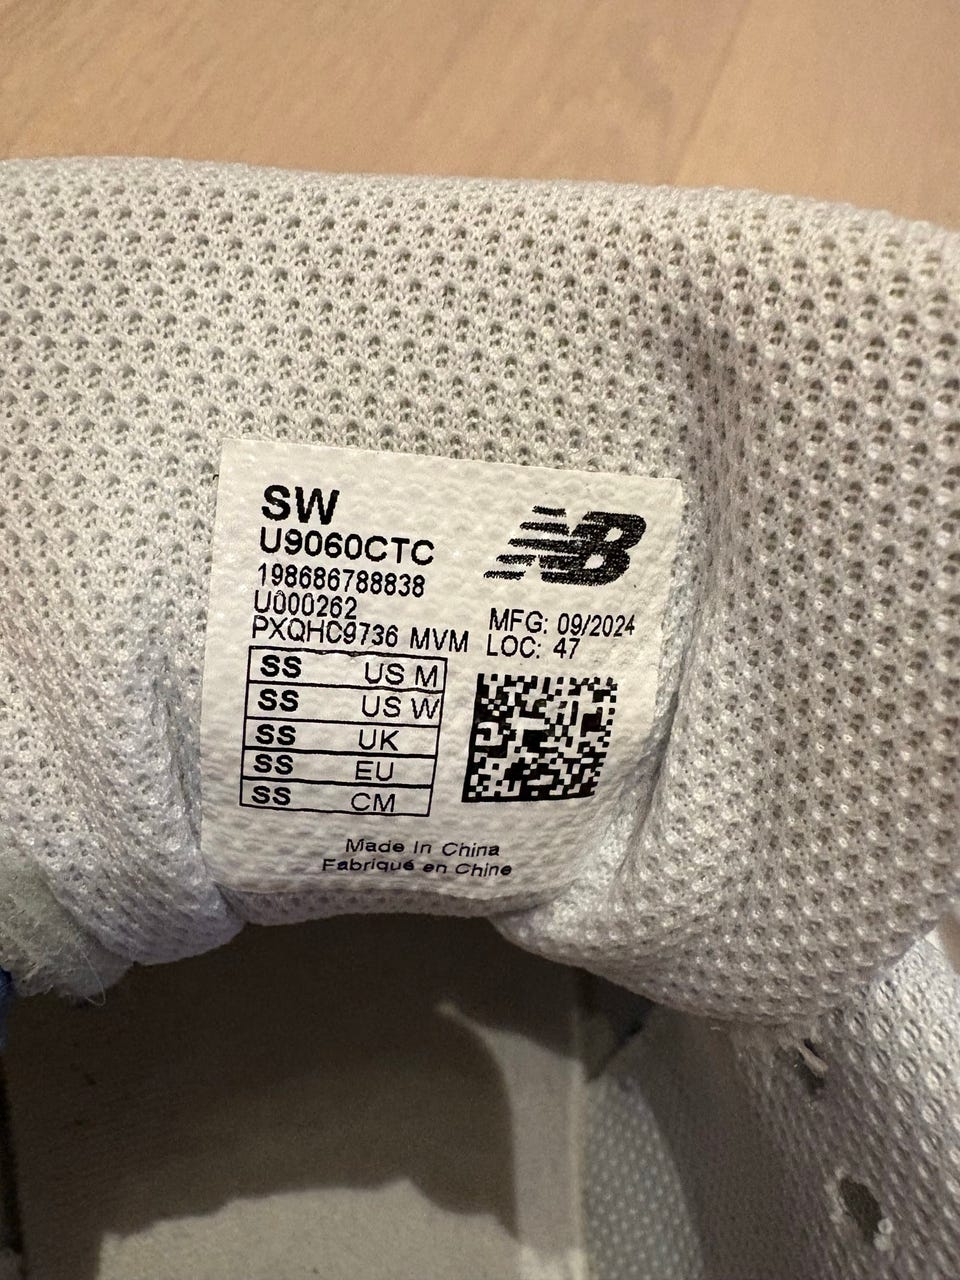 SW
U9060CTC
198686788838
U000262
PXQHC9736 MVM
NB
MFG: 09/2024
LOC: 47
SS US M
SS US W
SS UK
SS EU
SS CM
Made In China
Fabriqué en Chine